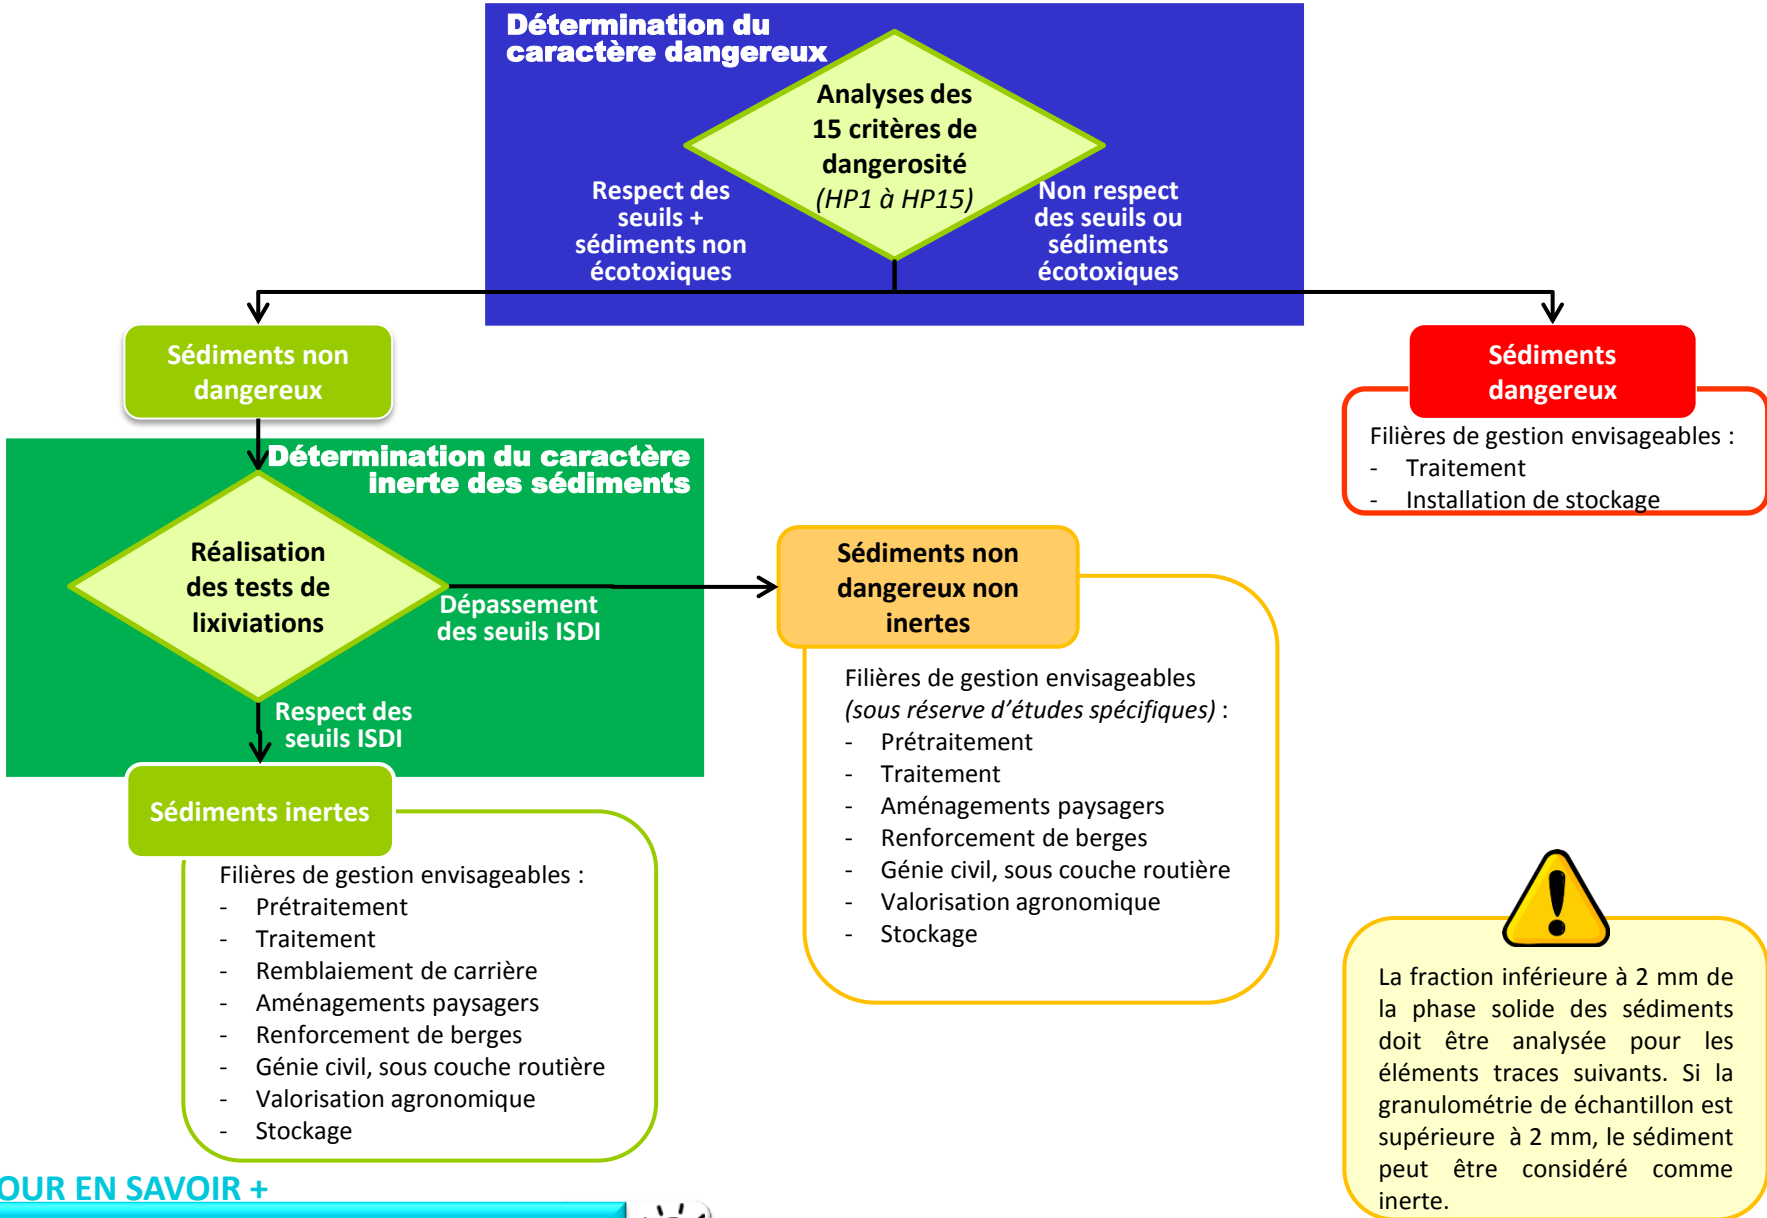 Détermination du
caractère dangereux
Analyses des
15 critères de
dangerosité
(HP1 à HP15)
Respect des
seuils +
sédiments non
écotoxiques
Non respect
des seuils ou
sédiments
écotoxiques
Sédiments non
dangereux
Sédiments
dangereux
Filières de gestion envisageables :
- Traitement
- Installation de stockage
Détermination du caractère
inerte des sédiments
Réalisation
des tests de
lixiviations
Dépassement
des seuils ISDI
Respect des
seuils ISDI
Sédiments non
dangereux non
inertes
Filières de gestion envisageables
(sous réserve d'études spécifiques) :
- Prétraitement
- Traitement
- Aménagements paysagers
- Renforcement de berges
- Génie civil, sous couche routière
- Valorisation agronomique
- Stockage
Sédiments inertes
Filières de gestion envisageables :
- Prétraitement
- Traitement
- Remblaiement de carrière
- Aménagements paysagers
- Renforcement de berges
- Génie civil, sous couche routière
- Valorisation agronomique
- Stockage
La fraction inférieure à 2 mm de
la phase solide des sédiments
doit être analysée pour les
éléments traces suivants. Si la
granulométrie de échantillon est
supérieure à 2 mm, le sédiment
peut être considéré comme
inerte.
OUR EN SAVOIR +